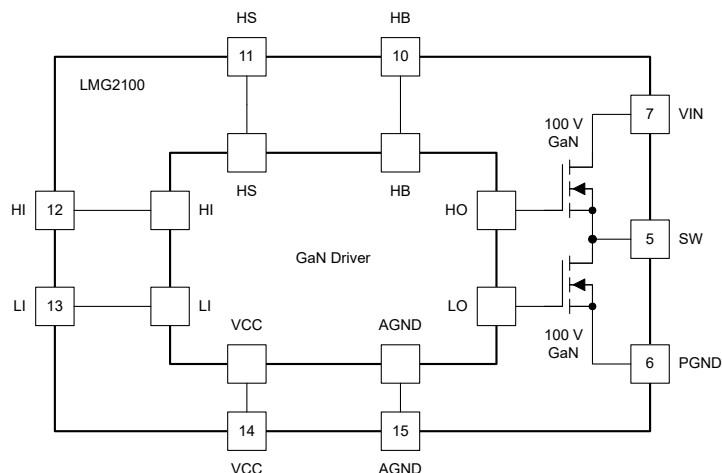 HS
HB
11
10
LMG2100
7
VIN
100 V
GaN
HS
HB
HI
12
HI
HO
5
SW
GaN Driver
LI
13
LI
LO
VCC
AGND
100 V
GaN
6
PGND
14
15
VCC
AGND